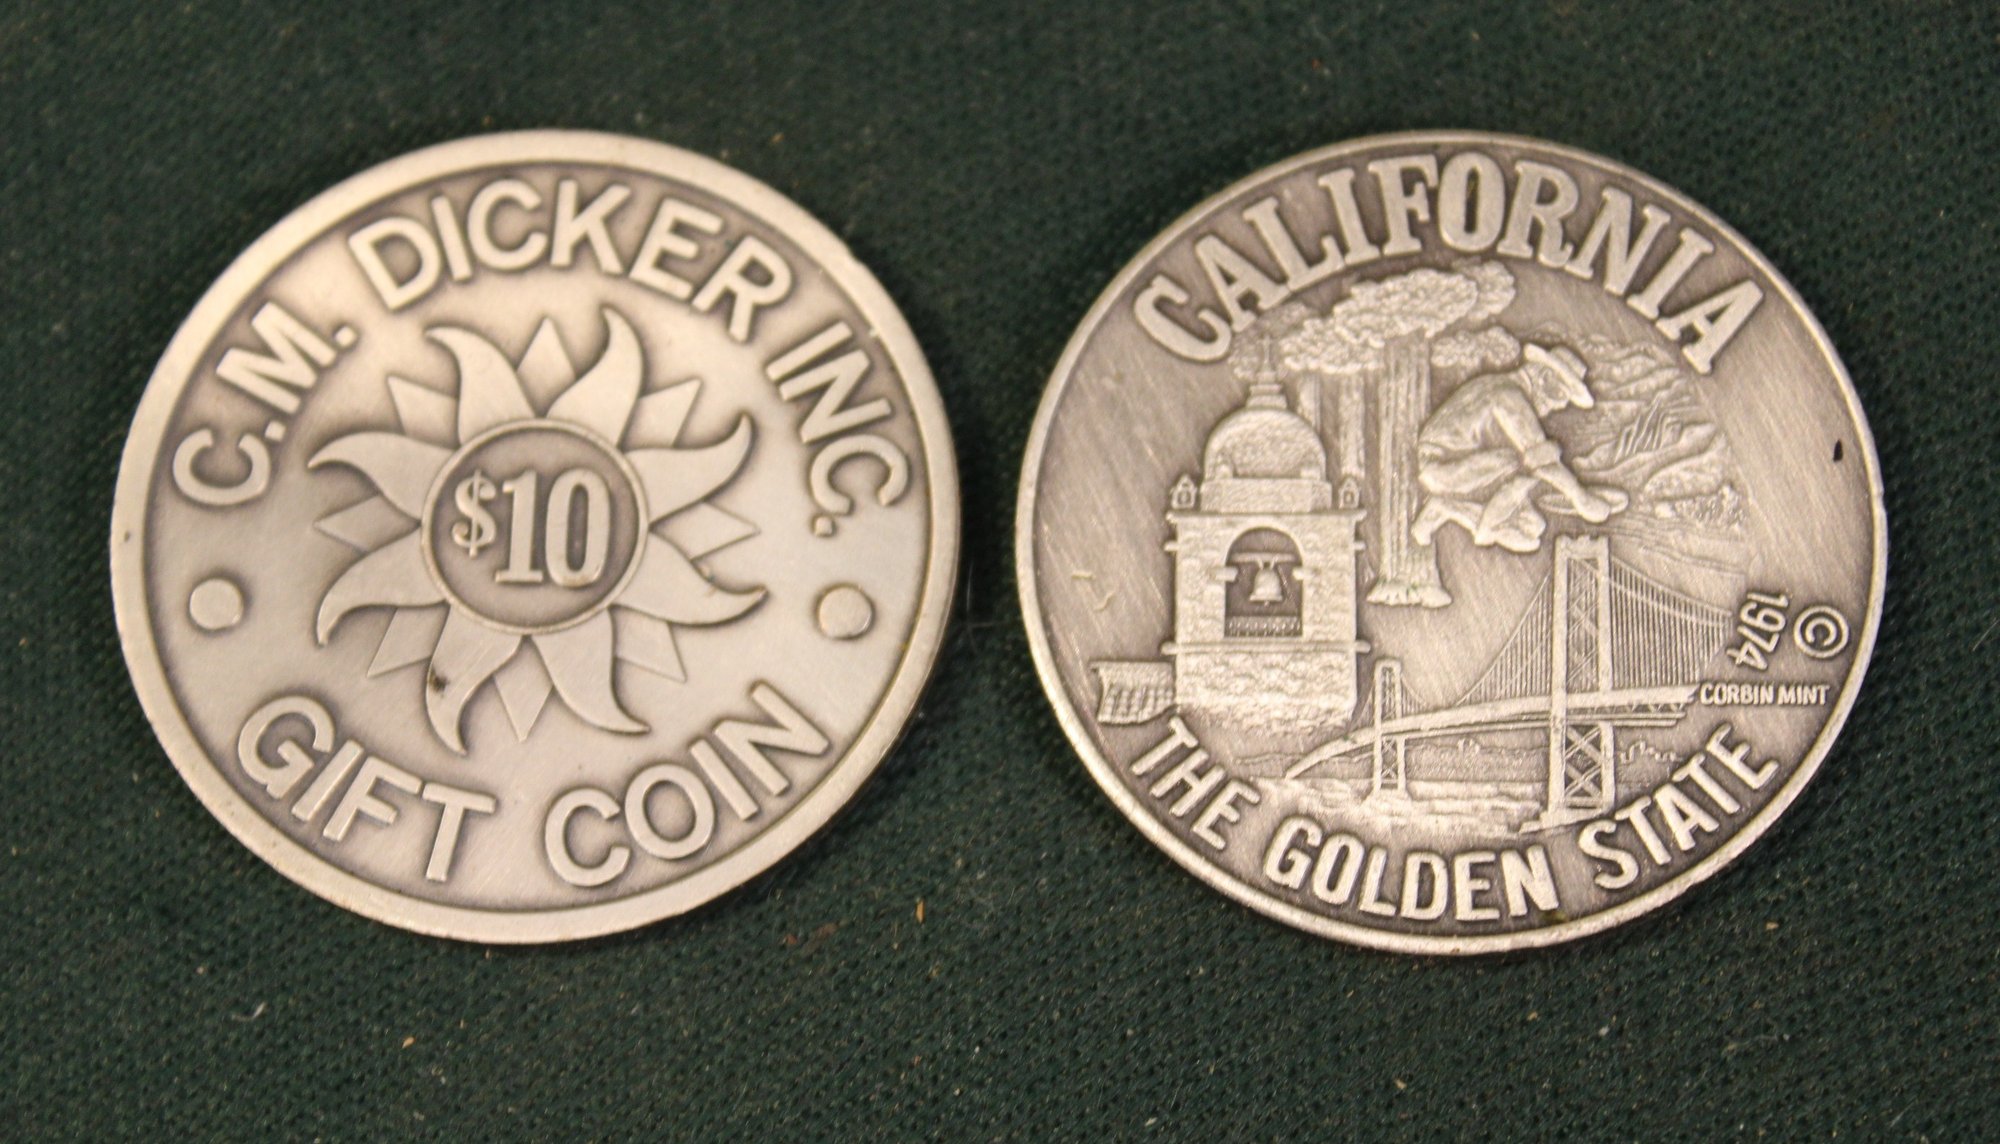 C.M. DICKER INC.
$10
GIFT COIN
CALIFORNIA
© 1974
CORBIN MINT
THE GOLDEN STATE